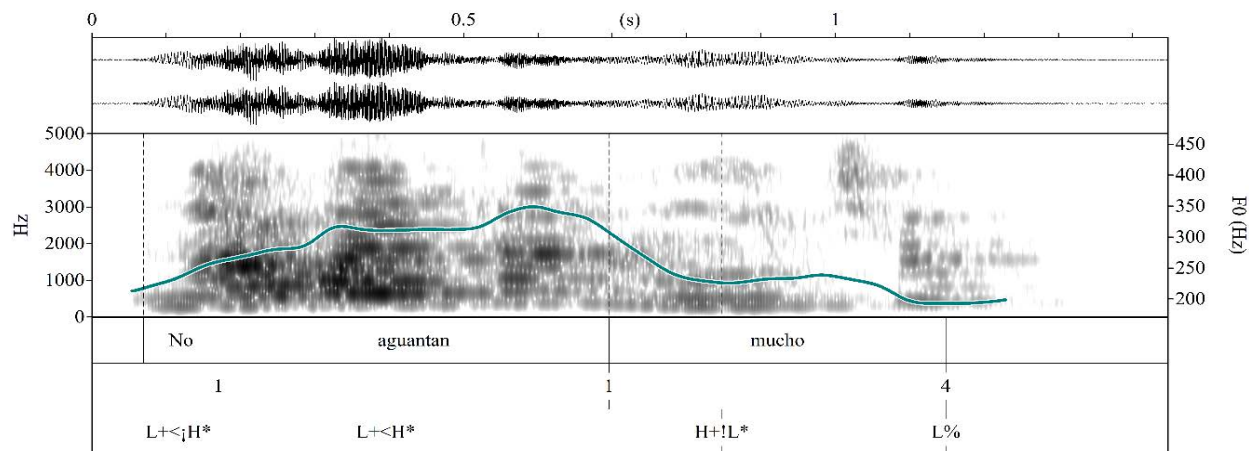 0 0.5 (s) 1
5000 450
4000 400
3000 350
2000 300
1000 250
0 200
Hz F0 (Hz)
No aguantan mucho
1 1 4
L+<¡H* L+<H* H+!L* L%